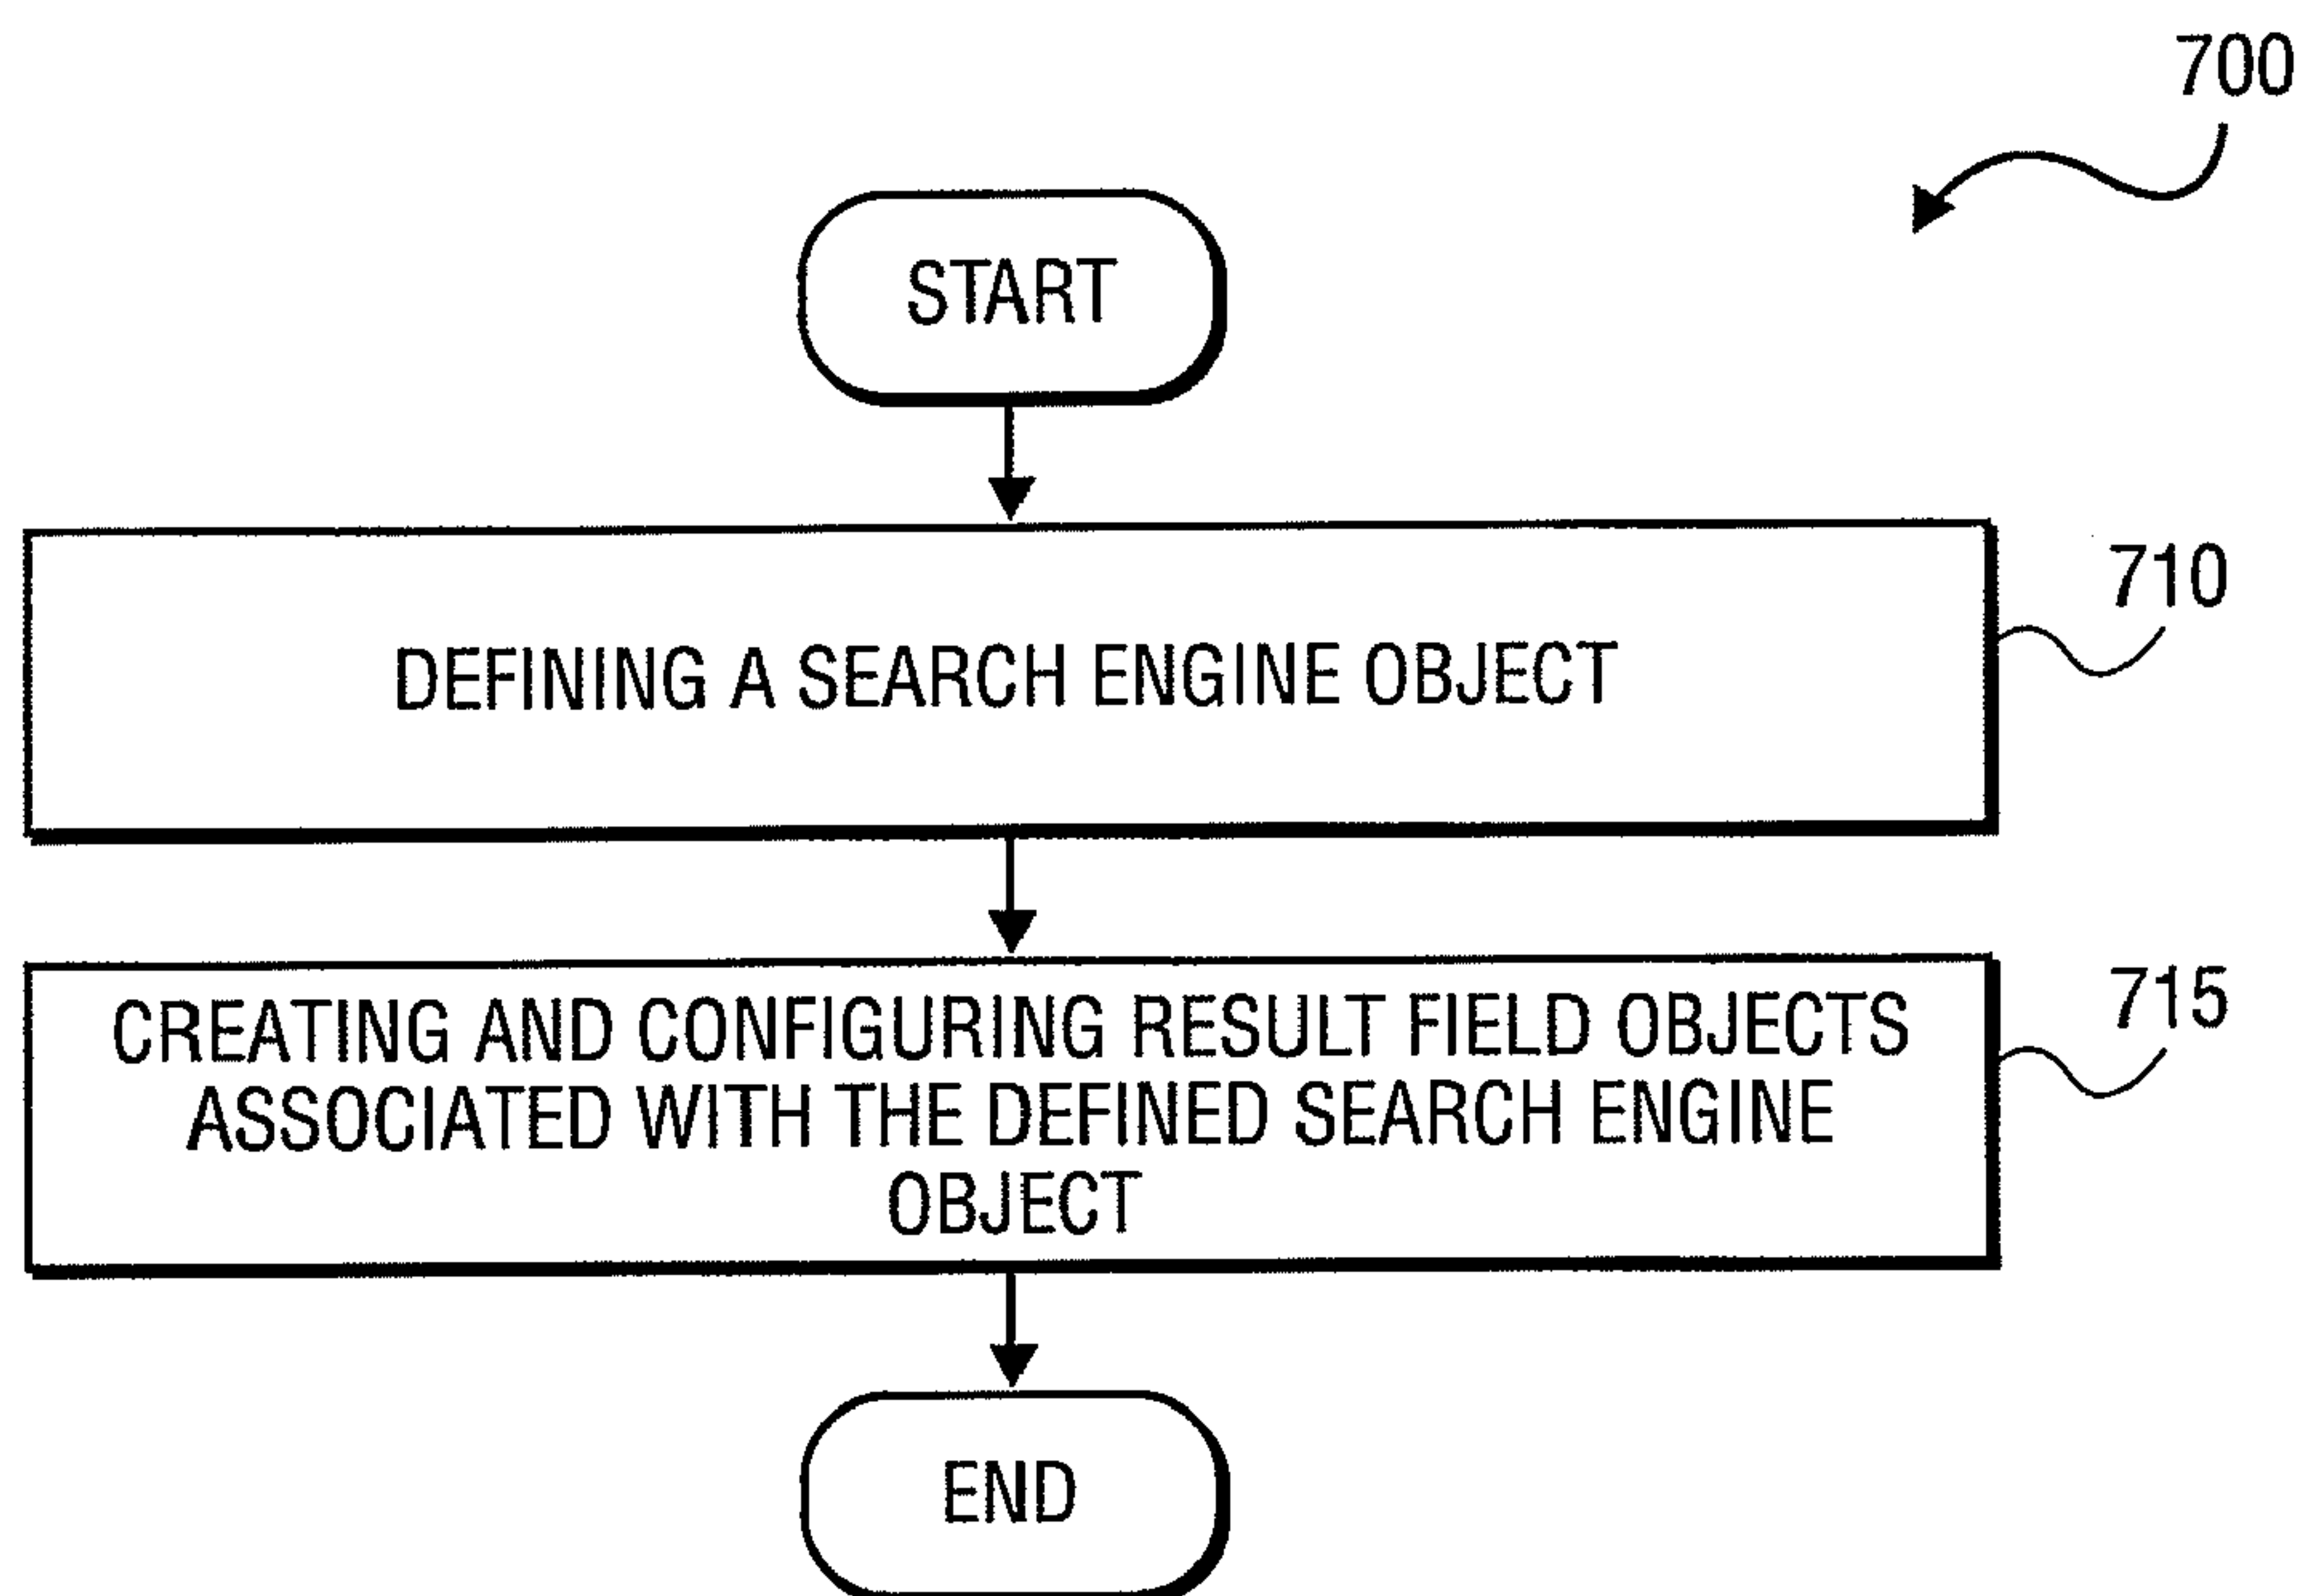 700
START
DEFINING A SEARCH ENGINE OBJECT
710
CREATING AND CONFIGURING RESULT FIELD OBJECTS
ASSOCIATED WITH THE DEFINED SEARCH ENGINE
OBJECT
715
END